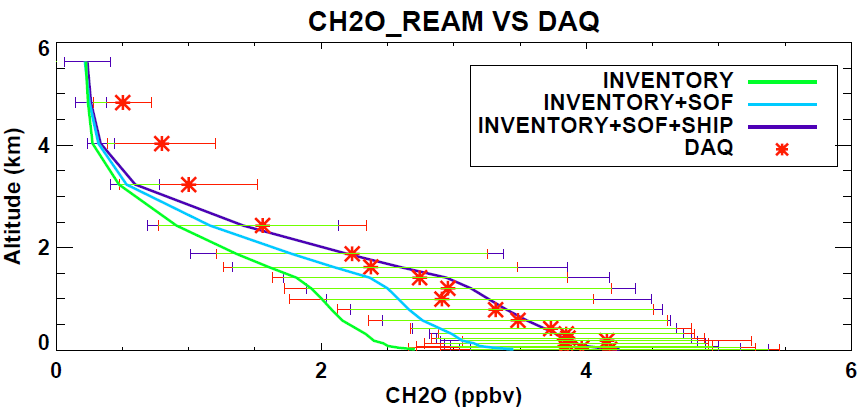 CH2O_REAM VS DAQ
6
4
2
0
Altitude (km)
INVENTORY
INVENTORY+SOF
INVENTORY+SOF+SHIP
DAQ
0 2 4 6
CH2O (ppbv)